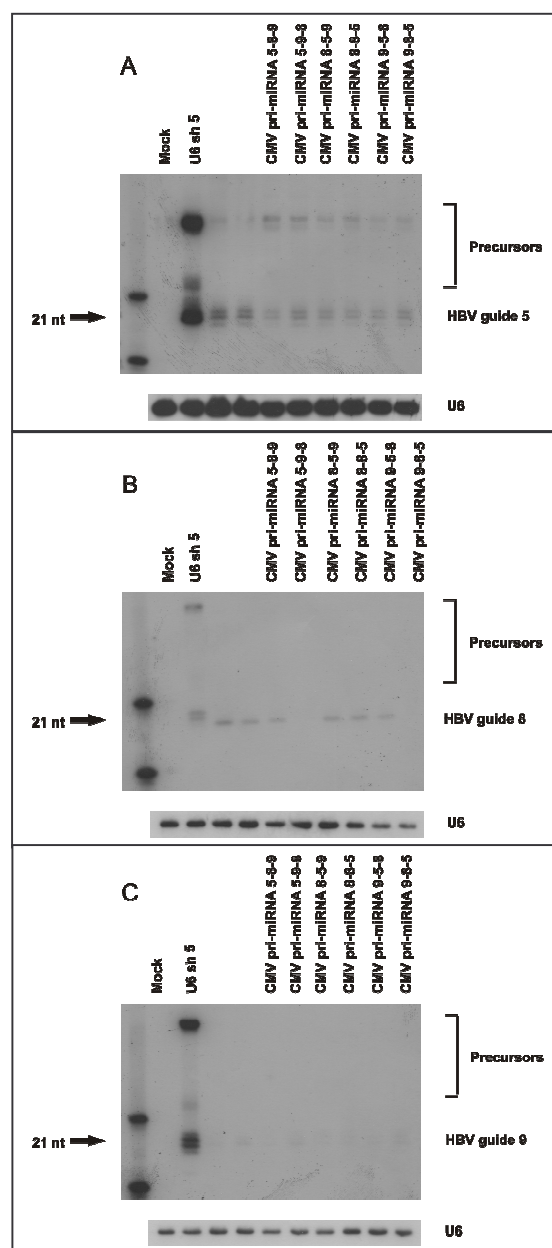 A
Mock
U6 sh 5
CMV pri-miRNA 5-8-9
CMV pri-miRNA 5-9-8
CMV pri-miRNA 8-5-9
CMV pri-miRNA 8-8-5
CMV pri-miRNA 9-5-8
CMV pri-miRNA 9-8-5
Precursors
21 nt
HBV guide 5
U6
B
Mock
U6 sh 5
CMV pri-miRNA 5-8-9
CMV pri-miRNA 5-9-8
CMV pri-miRNA 8-5-9
CMV pri-miRNA 8-8-5
CMV pri-miRNA 9-5-8
CMV pri-miRNA 9-8-5
Precursors
21 nt
HBV guide 8
U6
C
Mock
U6 sh 5
CMV pri-miRNA 5-8-9
CMV pri-miRNA 5-9-8
CMV pri-miRNA 8-5-9
CMV pri-miRNA 8-8-5
CMV pri-miRNA 9-5-8
CMV pri-miRNA 9-8-5
Precursors
21 nt
HBV guide 9
U6